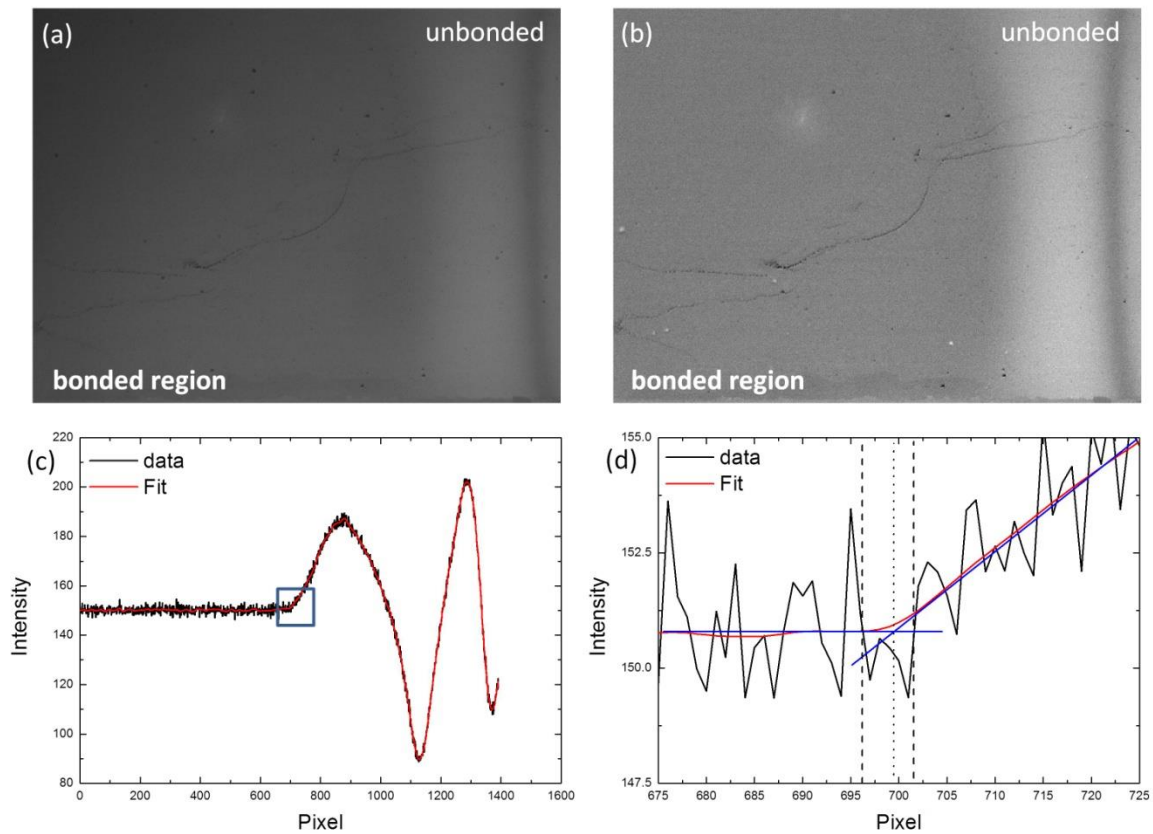 (a)
unbonded
bonded region
(b)
unbonded
bonded region
(c)
data
Fit
220
200
180
160
140
120
100
80
Intensity
0 200 400 600 800 1000 1200 1400 1600
Pixel
(d)
data
Fit
155.0
152.5
150.0
147.5
Intensity
675 680 685 690 695 700 705 710 715 720 725
Pixel